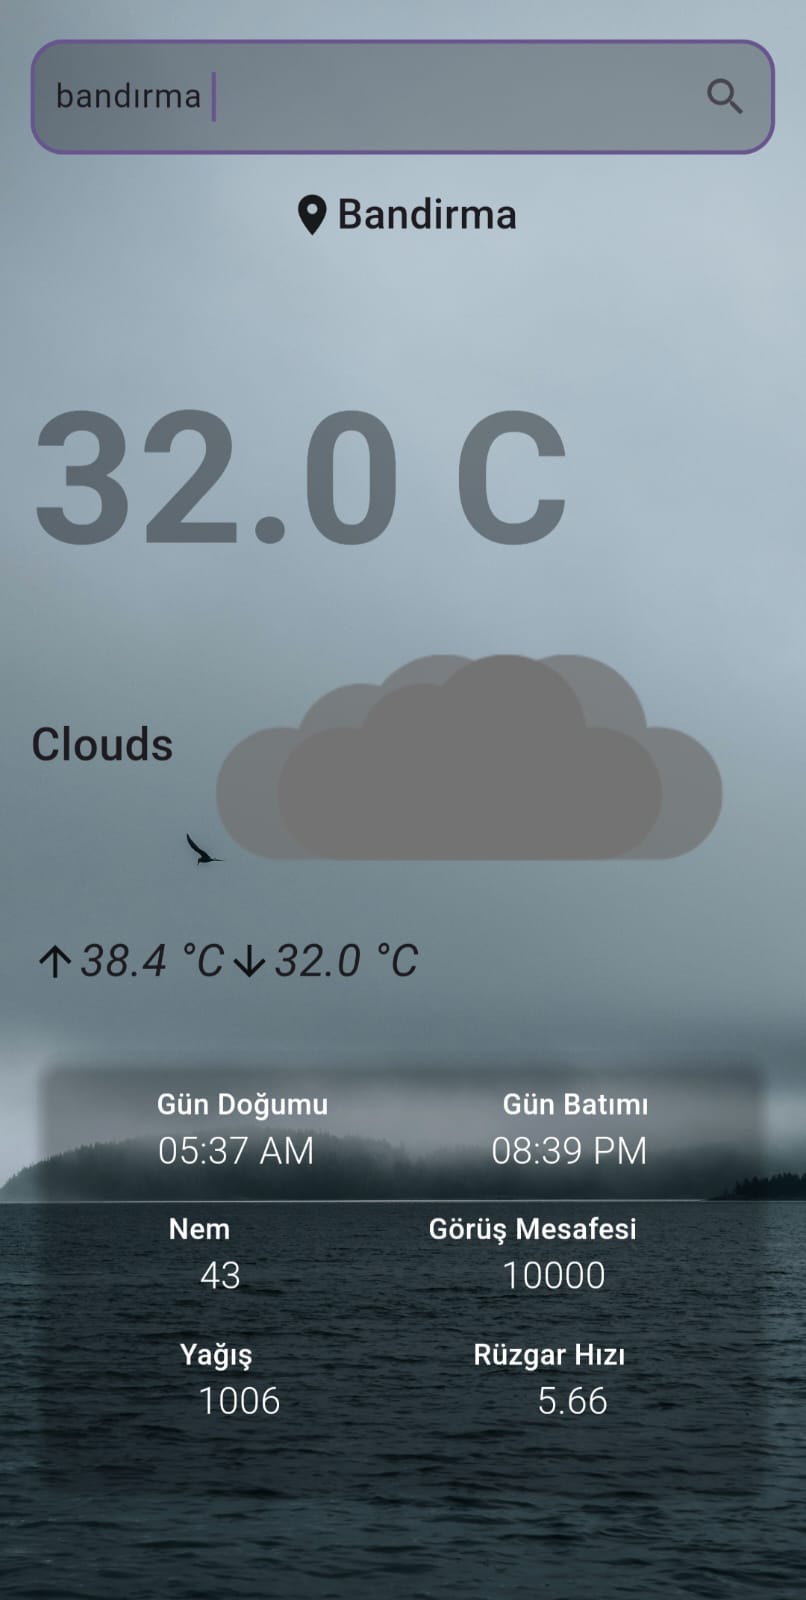 bandırma
Bandirma
32.0 C
Clouds
↑38.4 °C↓32.0 °C
Gün Doğumu Gün Batımı
05:37 AM 08:39 PM
Nem Görüş Mesafesi
43 10000
Yağış Rüzgar Hızı
1006 5.66